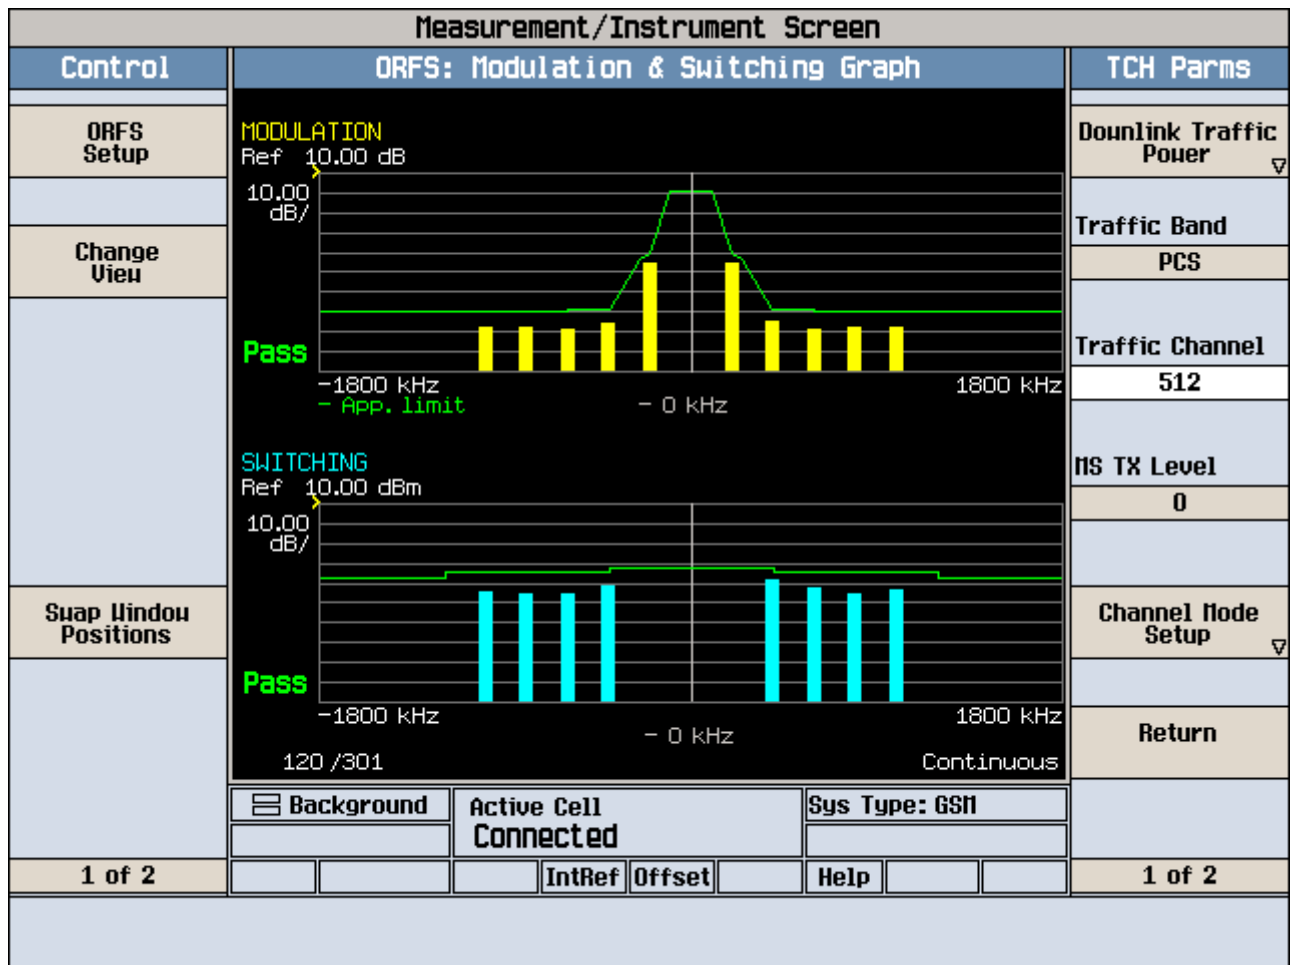 Measurement/Instrument Screen
Control
ORFS
Setup
Change
View
Swap Window
Positions
1 of 2
ORFS: Modulation & Switching Graph
MODULATION
Ref 10.00 dB
10.00
dB/
Pass
-1800 kHz
1800 kHz
- App. limit
- 0 kHz
SWITCHING
Ref 10.00 dBm
10.00
dB/
Pass
-1800 kHz
1800 kHz
- 0 kHz
120 /301
Continuous
Background
Active Cell
Connected
Sys Type: GSM
IntRef
Offset
Help
TCH Parms
Downlink Traffic
Power
Traffic Band
PCS
Traffic Channel
512
MS TX Level
0
Channel Mode
Setup
Return
1 of 2